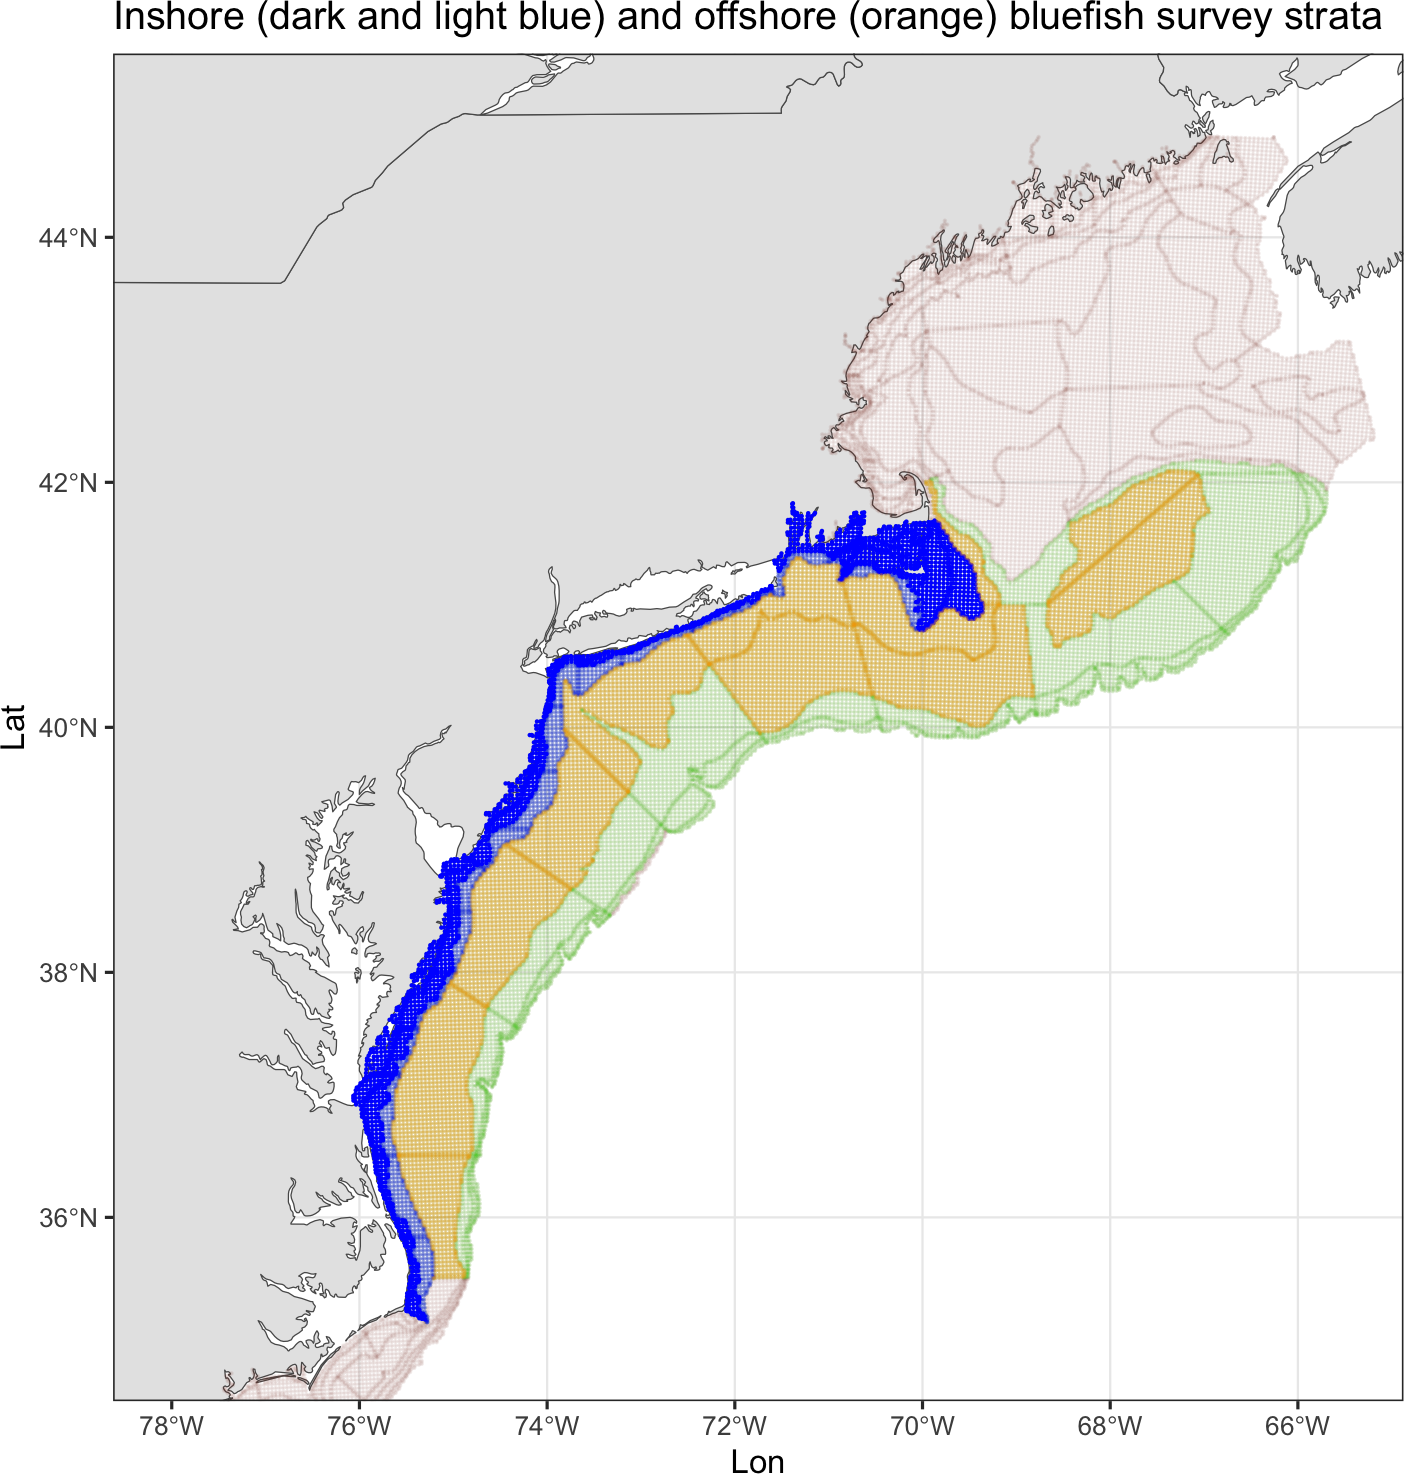 Inshore (dark and light blue) and offshore (orange) bluefish survey strata
44°N
42°N
40°N
38°N
36°N
Lat
78°W 76°W 74°W 72°W 70°W 68°W 66°W
Lon